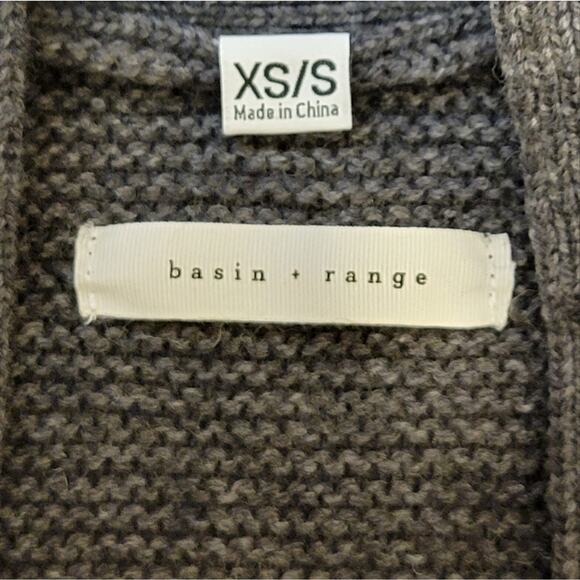 XS/S
Made in China
basin + range